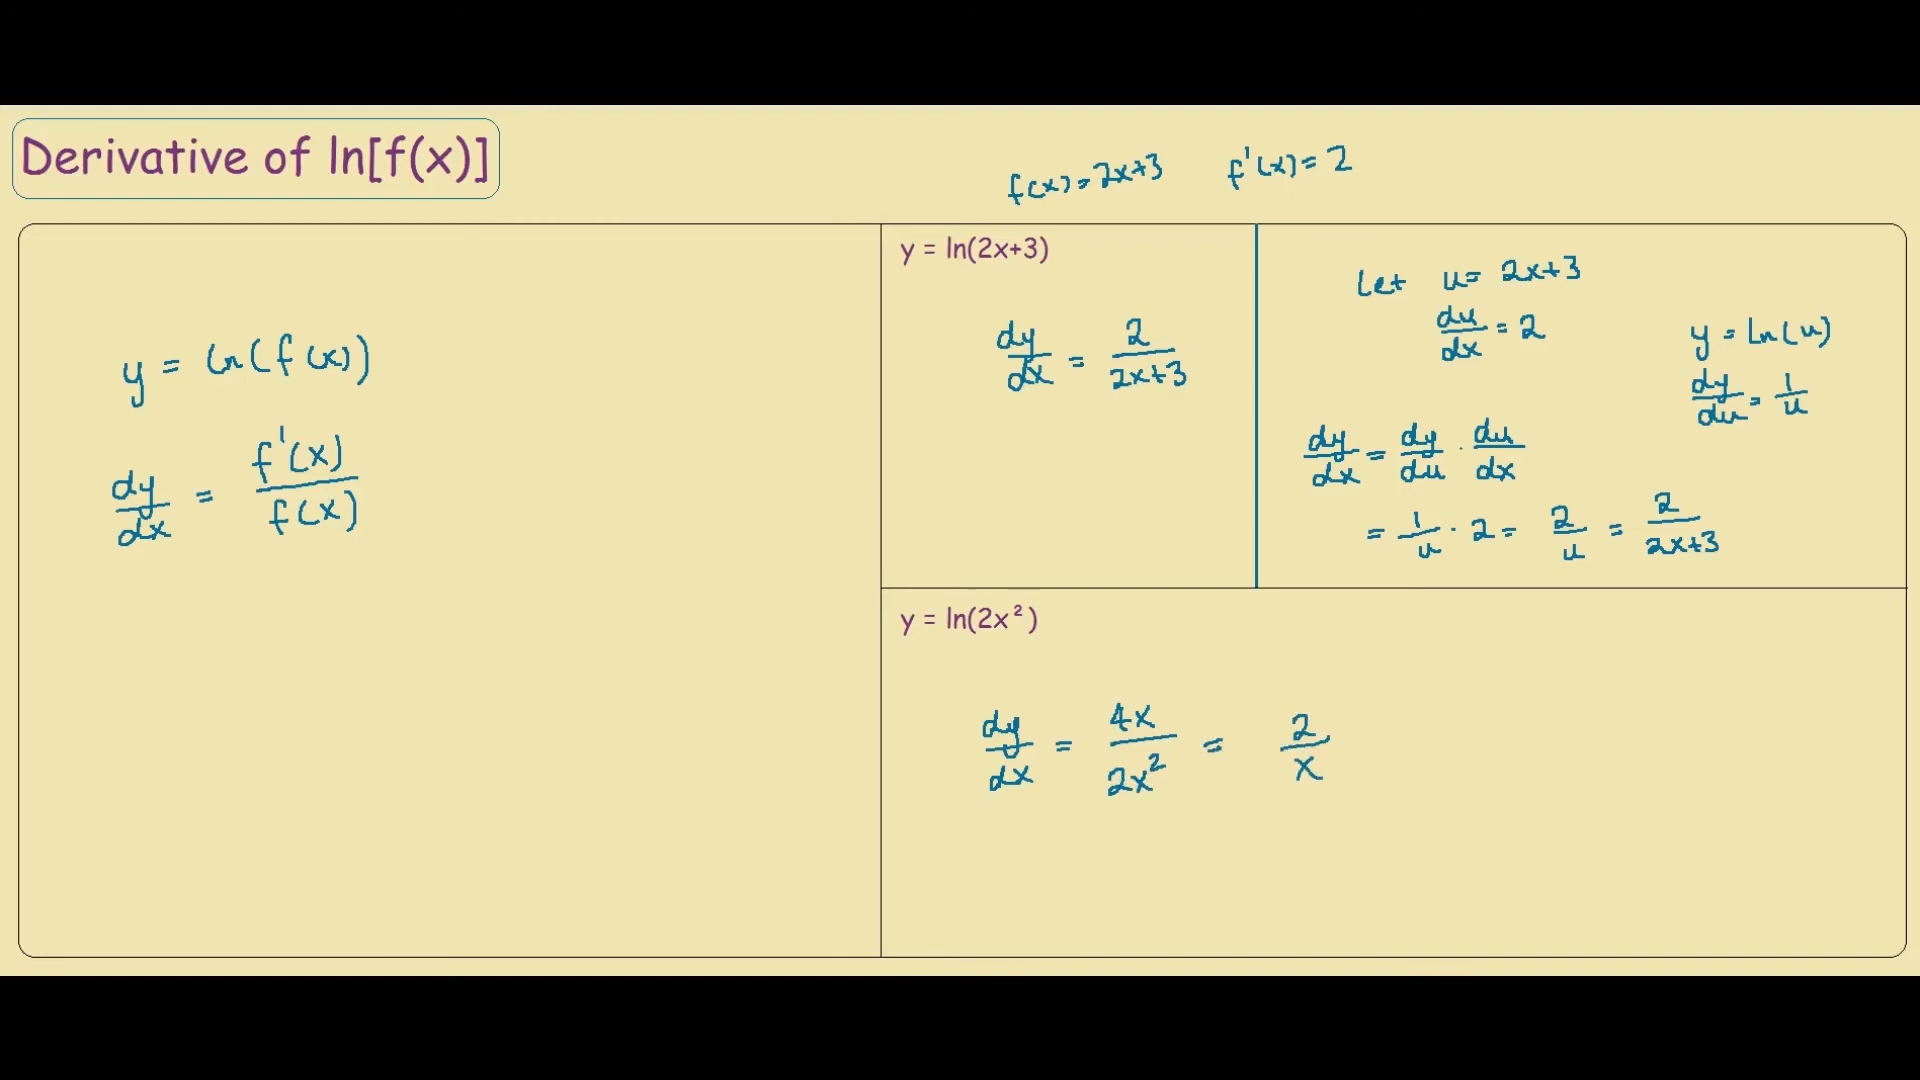 Derivative of ln[f(x)]
f(x)=2x+3 f'(x)=2
y = ln(f(x))
dy/dx = f'(x)/f(x)
y = ln(2x+3)
dy/dx = 2/(2x+3)
Let u= 2x+3
du/dx = 2
y = ln(u)
dy/du = 1/u
dy/dx = dy/du · du/dx
= 1/u · 2 = 2/u = 2/(2x+3)
y = ln(2x²)
dy/dx = 4x/2x² = 2/x